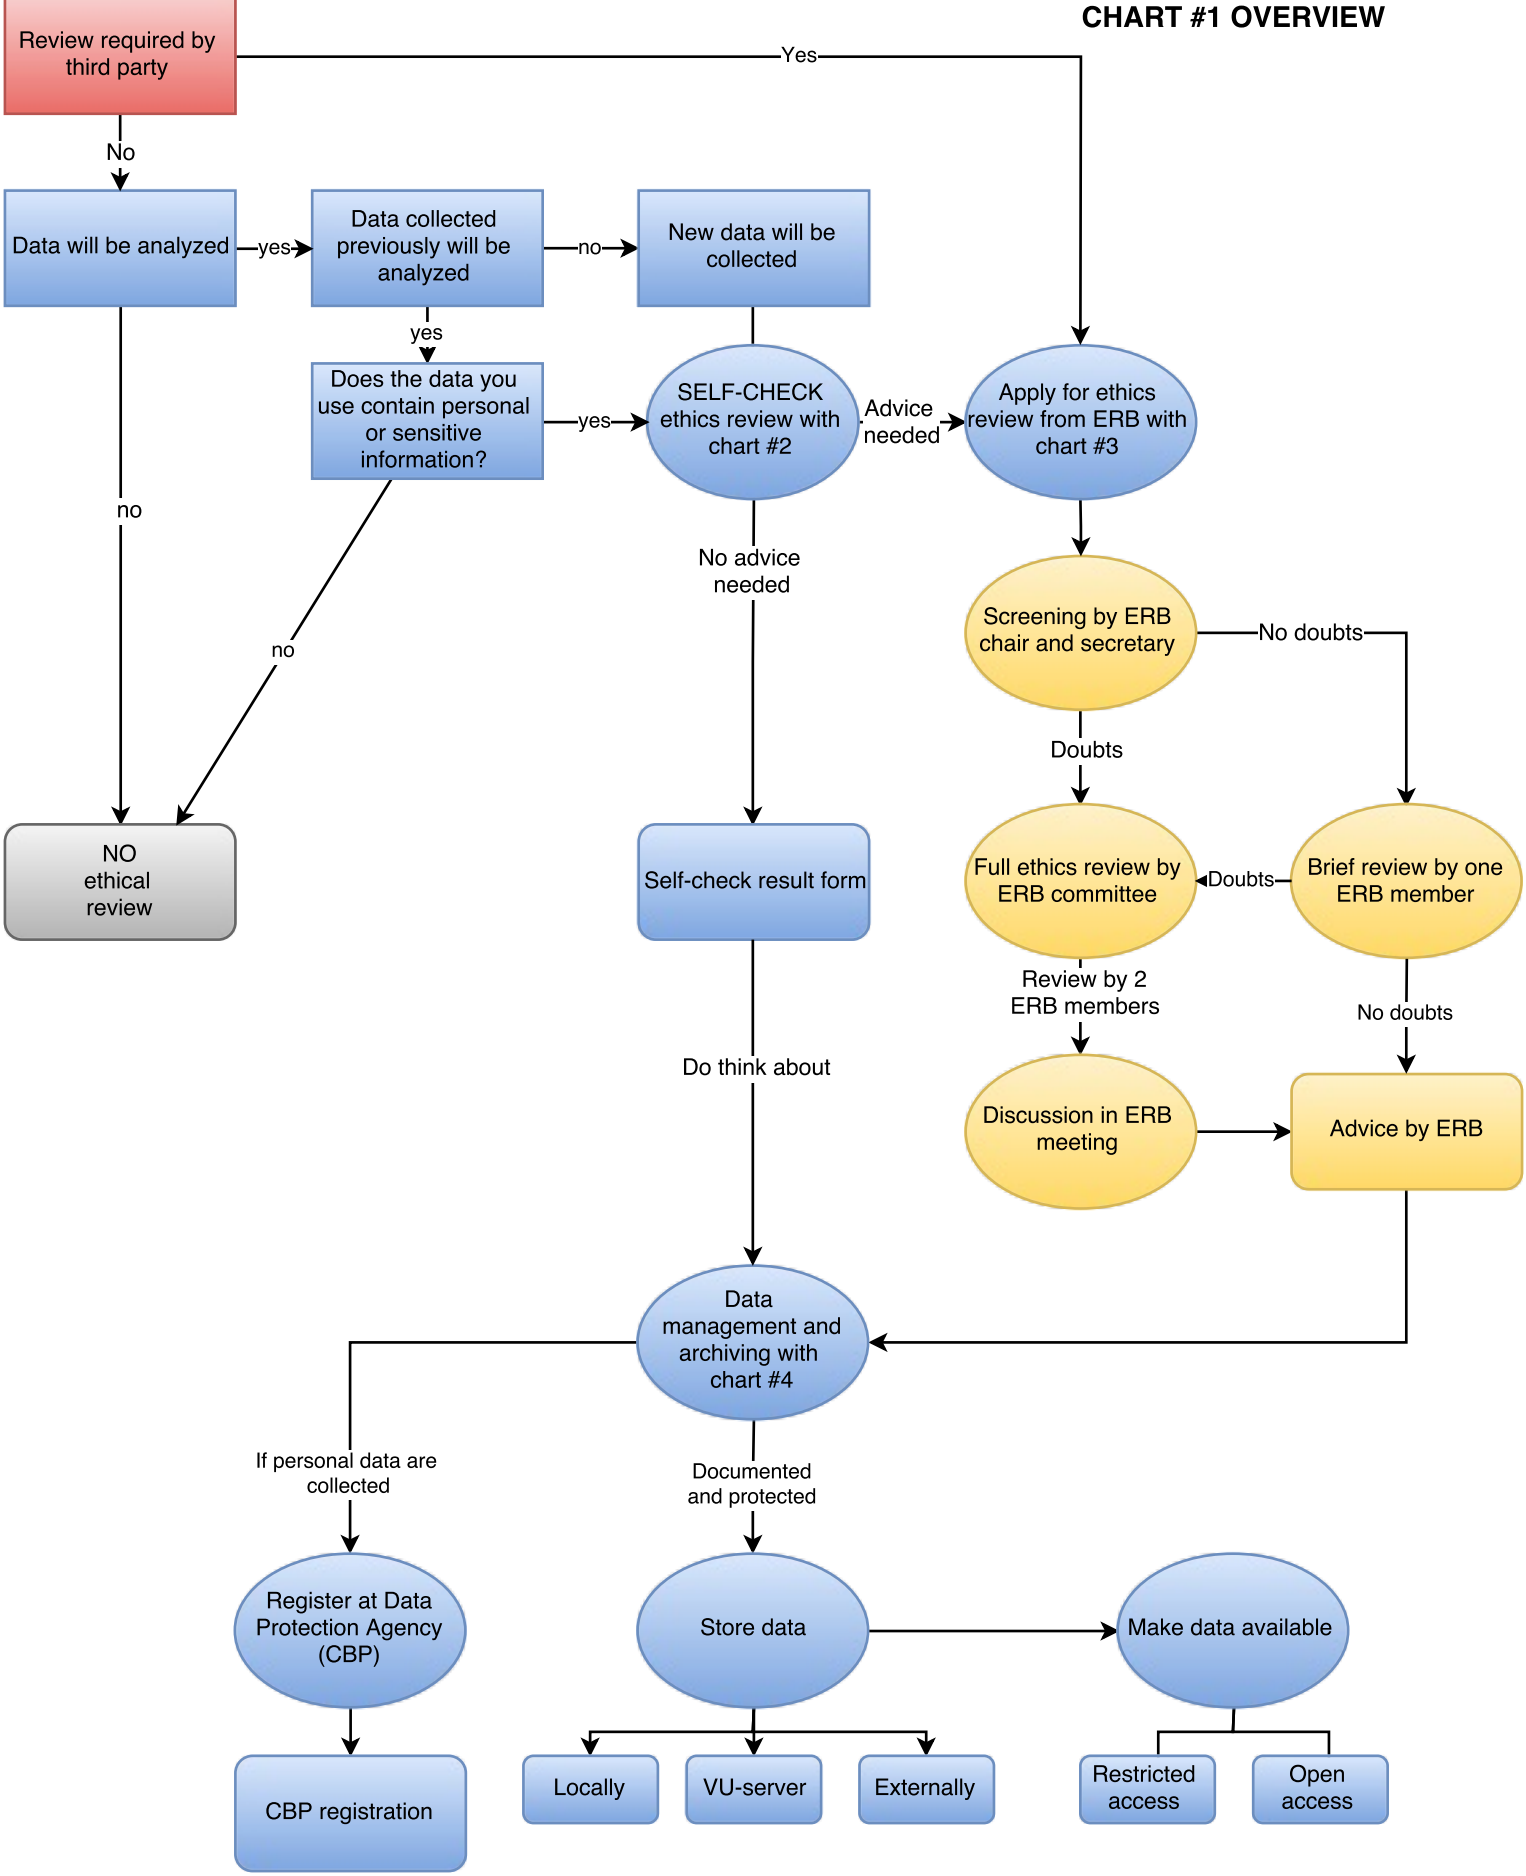 CHART #1 OVERVIEW
Review required by
third party
Yes
No
Data will be analyzed
yes
Data collected
previously will be
analyzed
no
New data will be
collected
yes
Does the data you
use contain personal
or sensitive
information?
yes
SELF-CHECK
ethics review with
chart #2
Advice
needed
Apply for ethics
review from ERB with
chart #3
no
No advice
needed
no
Screening by ERB
chair and secretary
No doubts
Doubts
NO
ethical
review
Self-check result form
Full ethics review by
ERB committee
Doubts
Brief review by one
ERB member
Review by 2
ERB members
No doubts
Do think about
Discussion in ERB
meeting
Advice by ERB
Data
management and
archiving with
chart #4
If personal data are
collected
Documented
and protected
Register at Data
Protection Agency
(CBP)
Store data
Make data available
CBP registration
Locally
VU-server
Externally
Restricted
access
Open
access